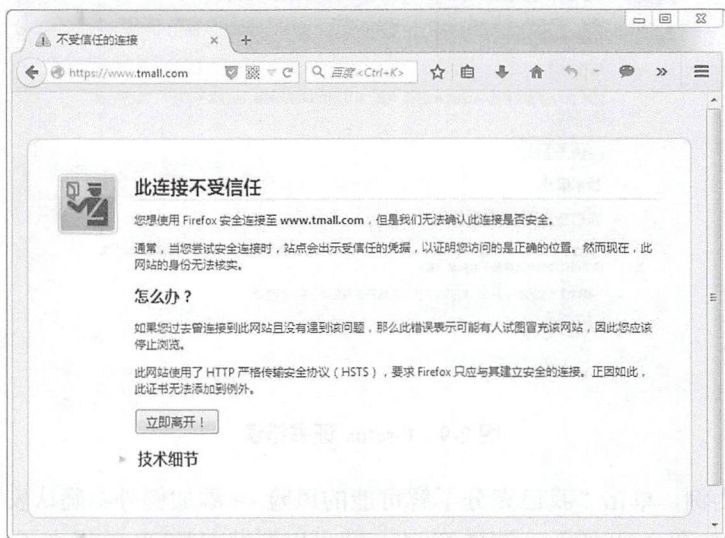 不受信任的连接
https://www.tmall.com
百度 <Ctrl+K>
此连接不受信任
您想使用 Firefox 安全连接至 www.tmall.com，但是我们无法确认此连接是否安全。
通常，当您尝试安全连接时，站点会出示受信任的凭据，以证明您访问的是正确的位置。然而现在，此
网站的身份无法核实。
怎么办？
如果您过去曾连接到此网站且没有遇到该问题，那么此错误表示可能有人试图冒充该网站，因此您应该
停止浏览。
此网站使用了 HTTP 严格传输安全协议（HSTS），要求 Firefox 只应与其建立安全的连接。正因如此，
此证书无法添加到例外。
立即离开！
技术细节